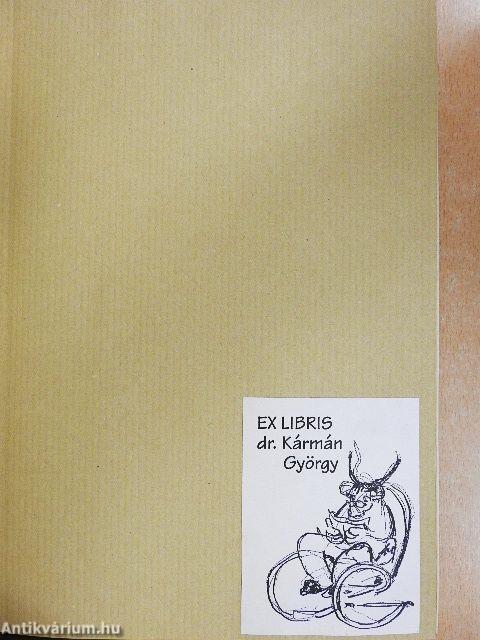 EX LIBRIS
dr. Kármán
György
Antikvárium.hu